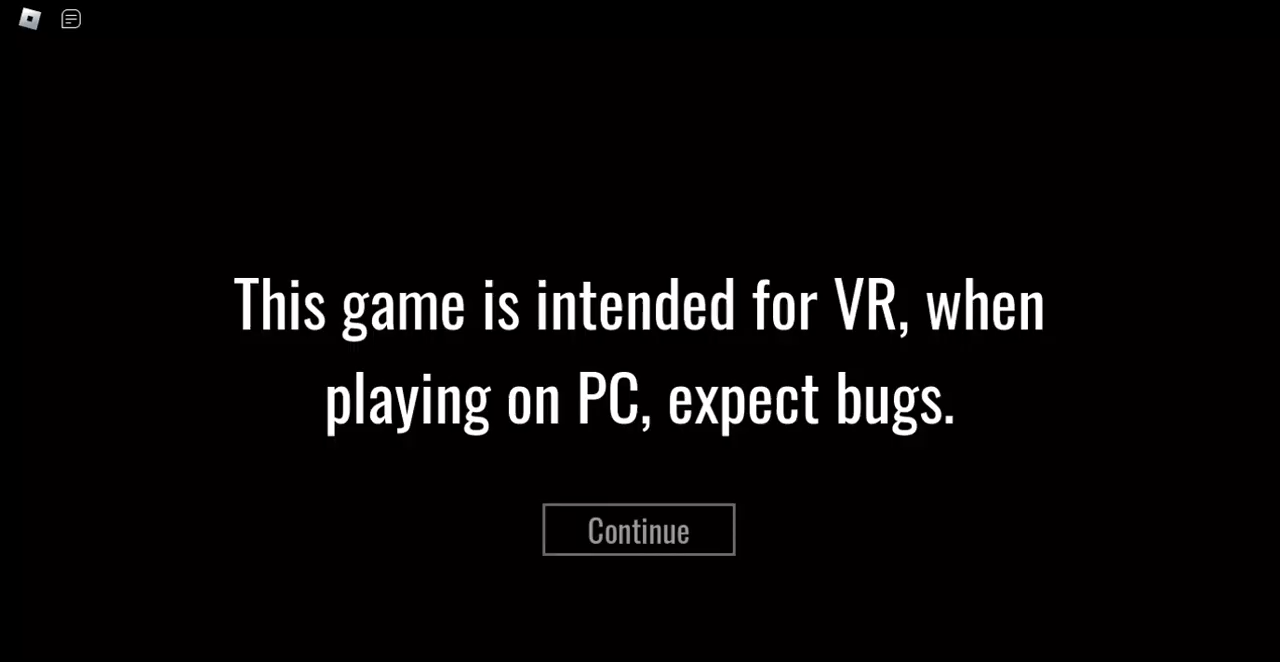 This game is intended for VR, when
playing on PC, expect bugs.
Continue